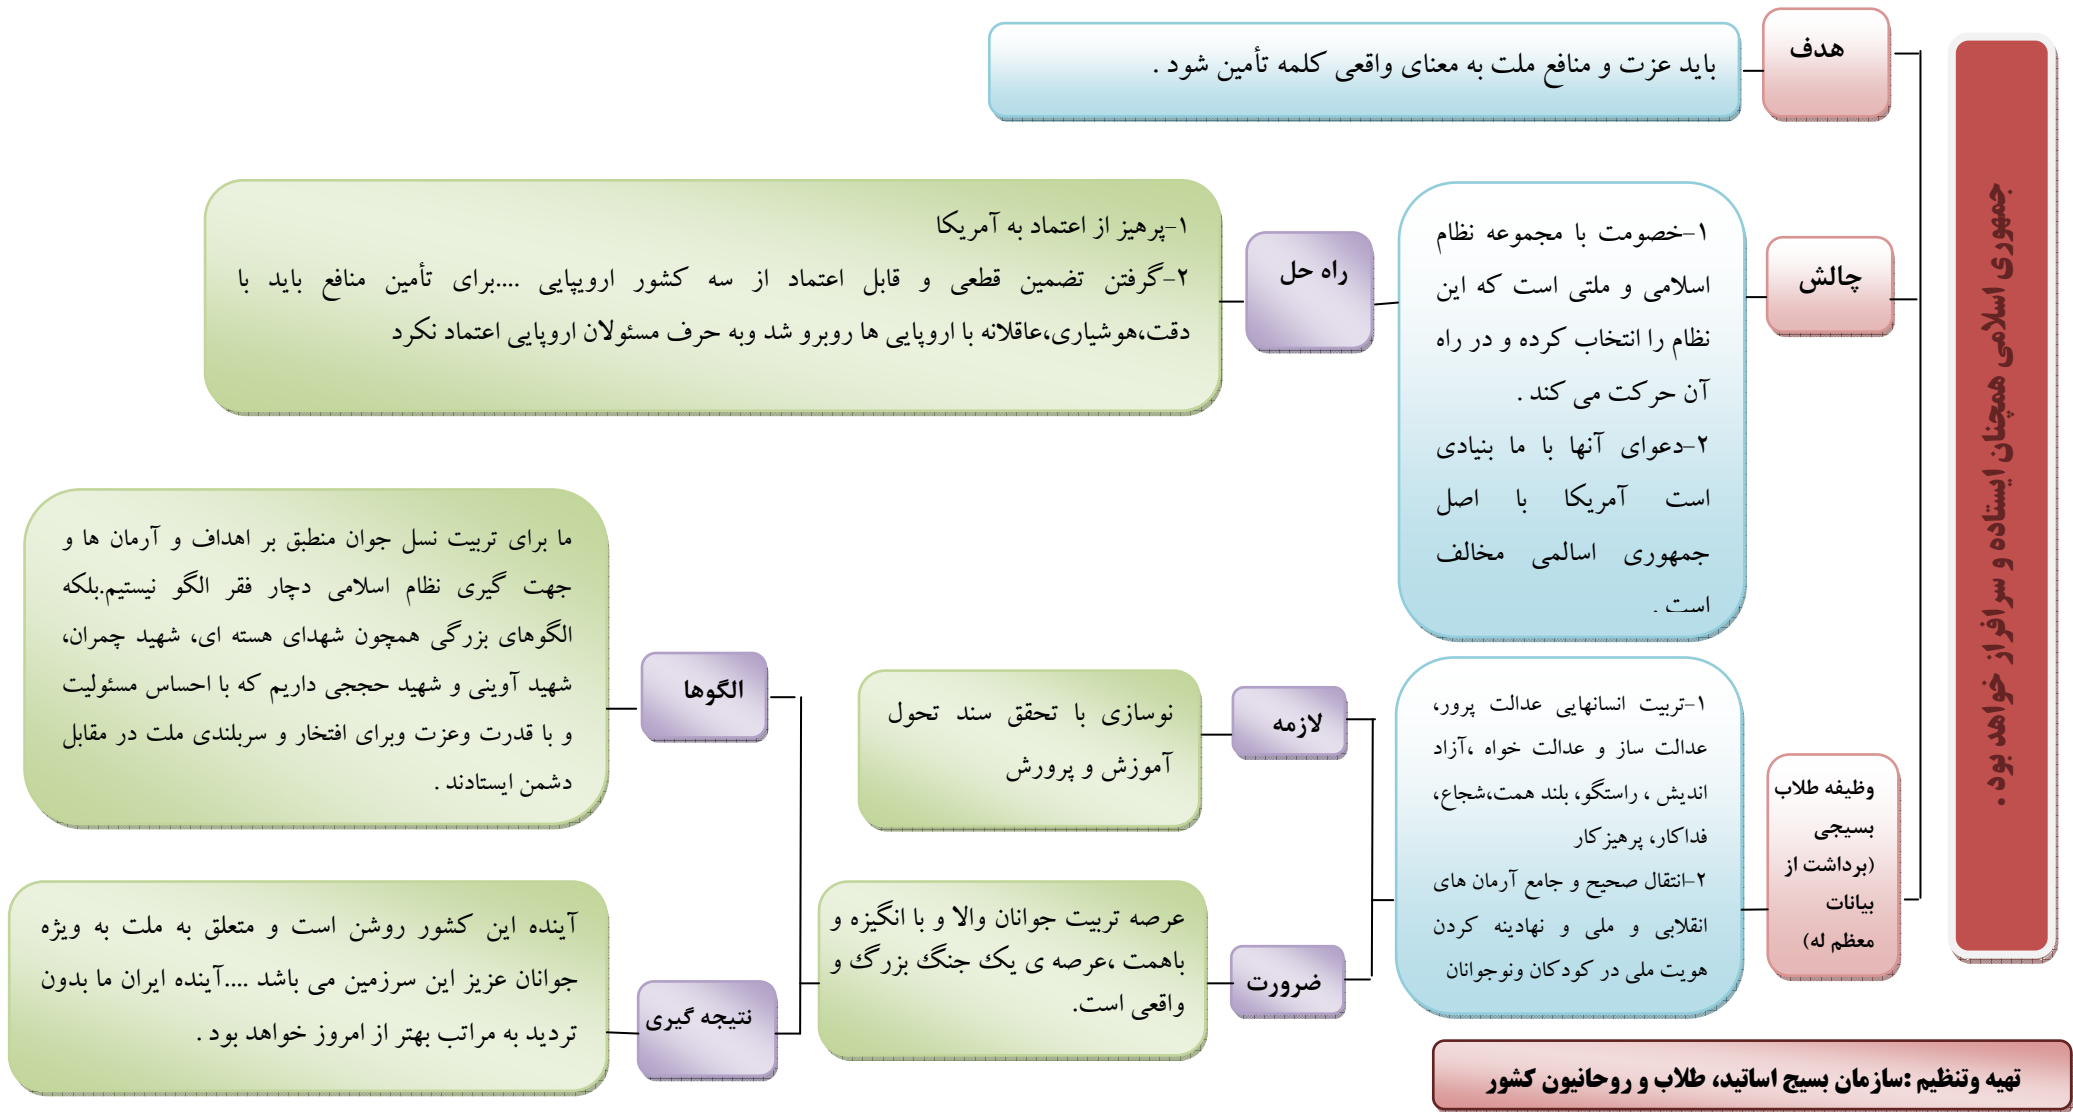 جمهوری اسلامی همچنان ایستاده و سرافراز خواهد بود .
هدف
باید عزت و منافع ملت به معنای واقعی کلمه تأمین شود .
چالش
۱-خصومت با مجموعه نظام
اسلامی و ملتی است که این
نظام را انتخاب کرده و در راه
آن حرکت می کند .
۲-دعوای آنها با ما بنیادی
است آمریکا با اصل
جمهوری اسالمی مخالف
است .
راه حل
۱-پرهیز از اعتماد به آمریکا
۲-گرفتن تضمین قطعی و قابل اعتماد از سه کشور اروپیایی ....برای تأمین منافع باید با
دقت،هوشیاری،عاقلانه با اروپایی ها روبرو شد وبه حرف مسئولان اروپایی اعتماد نکرد
وظیفه طلاب
بسیجی
(برداشت از
بیانات
معظم له)
۱-تربیت انسانهایی عدالت پرور،
عدالت ساز و عدالت خواه ،آزاد
اندیش ، راستگو، بلند همت،شجاع،
فداکار، پرهیزکار
۲-انتقال صحیح و جامع آرمان های
انقلابی و ملی و نهادینه کردن
هویت ملی در کودکان ونوجوانان
لازمه
نوسازی با تحقق سند تحول
آموزش و پرورش
ضرورت
عرصه تربیت جوانان والا و با انگیزه و
باهمت ،عرصه ی یک جنگ بزرگ و
واقعی است.
الگوها
ما برای تربیت نسل جوان منطبق بر اهداف و آرمان ها و
جهت گیری نظام اسلامی دچار فقر الگو نیستیم.بلکه
الگوهای بزرگی همچون شهدای هسته ای، شهید چمران،
شهید آوینی و شهید حججی داریم که با احساس مسئولیت
و با قدرت وعزت وبرای افتخار و سربلندی ملت در مقابل
دشمن ایستادند .
نتیجه گیری
آینده این کشور روشن است و متعلق به ملت به ویژه
جوانان عزیز این سرزمین می باشد ....آینده ایران ما بدون
تردید به مراتب بهتر از امروز خواهد بود .
تهیه وتنظیم :سازمان بسیج اساتید، طلاب و روحانیون کشور